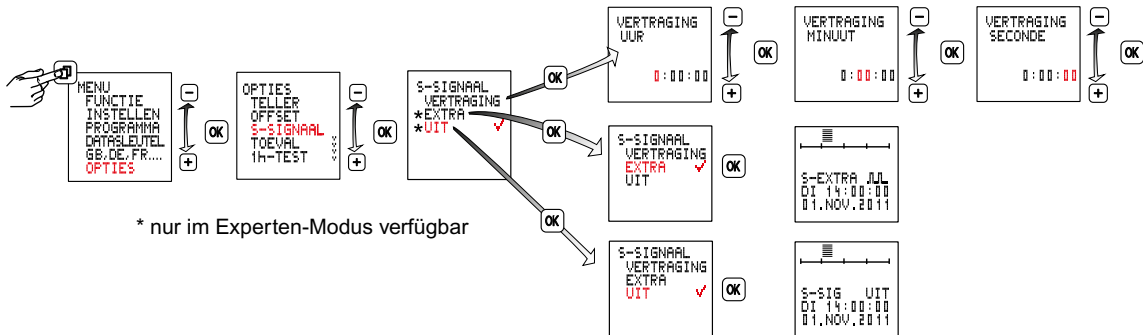 MENU
FUNCTIE
INSTELLEN
PROGRAMMA
DATASLEUTEL
GB,DE,FR....
OPTIES
−
OK
+
OPTIES
TELLER
OFFSET
S-SIGNAAL
TOEVAL
1h-TEST
−
OK
+
S-SIGNAAL
VERTRAGING
*EXTRA
*UIT ✓
OK
OK
OK
VERTRAGING
UUR
0:00:00
−
OK
+
VERTRAGING
MINUUT
0:00:00
−
OK
+
VERTRAGING
SECONDE
0:00:00
−
OK
+
S-SIGNAAL
VERTRAGING
EXTRA ✓
UIT
OK
S-EXTRA
DI 14:00:00
01.NOV.2011
S-SIGNAAL
VERTRAGING
EXTRA
UIT ✓
OK
S-SIG UIT
DI 14:00:00
01.NOV.2011
* nur im Experten-Modus verfügbar